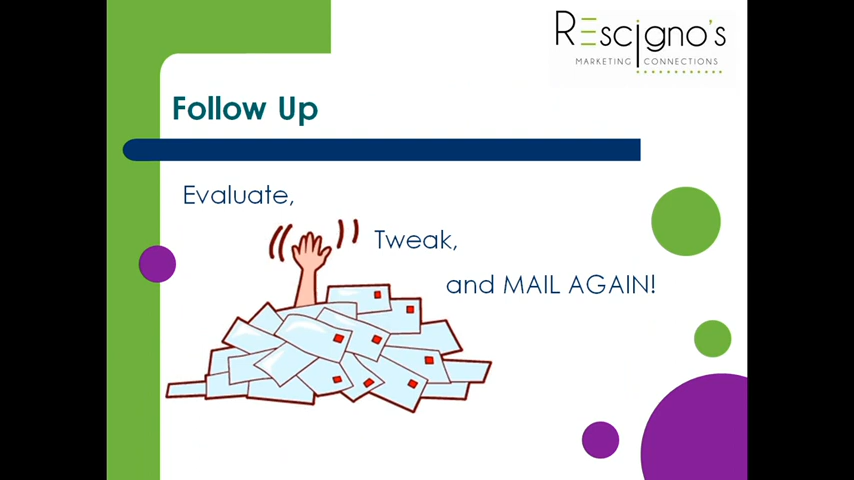 REscigno's
MARKETING CONNECTIONS
Follow Up
Evaluate,
Tweak,
and MAIL AGAIN!